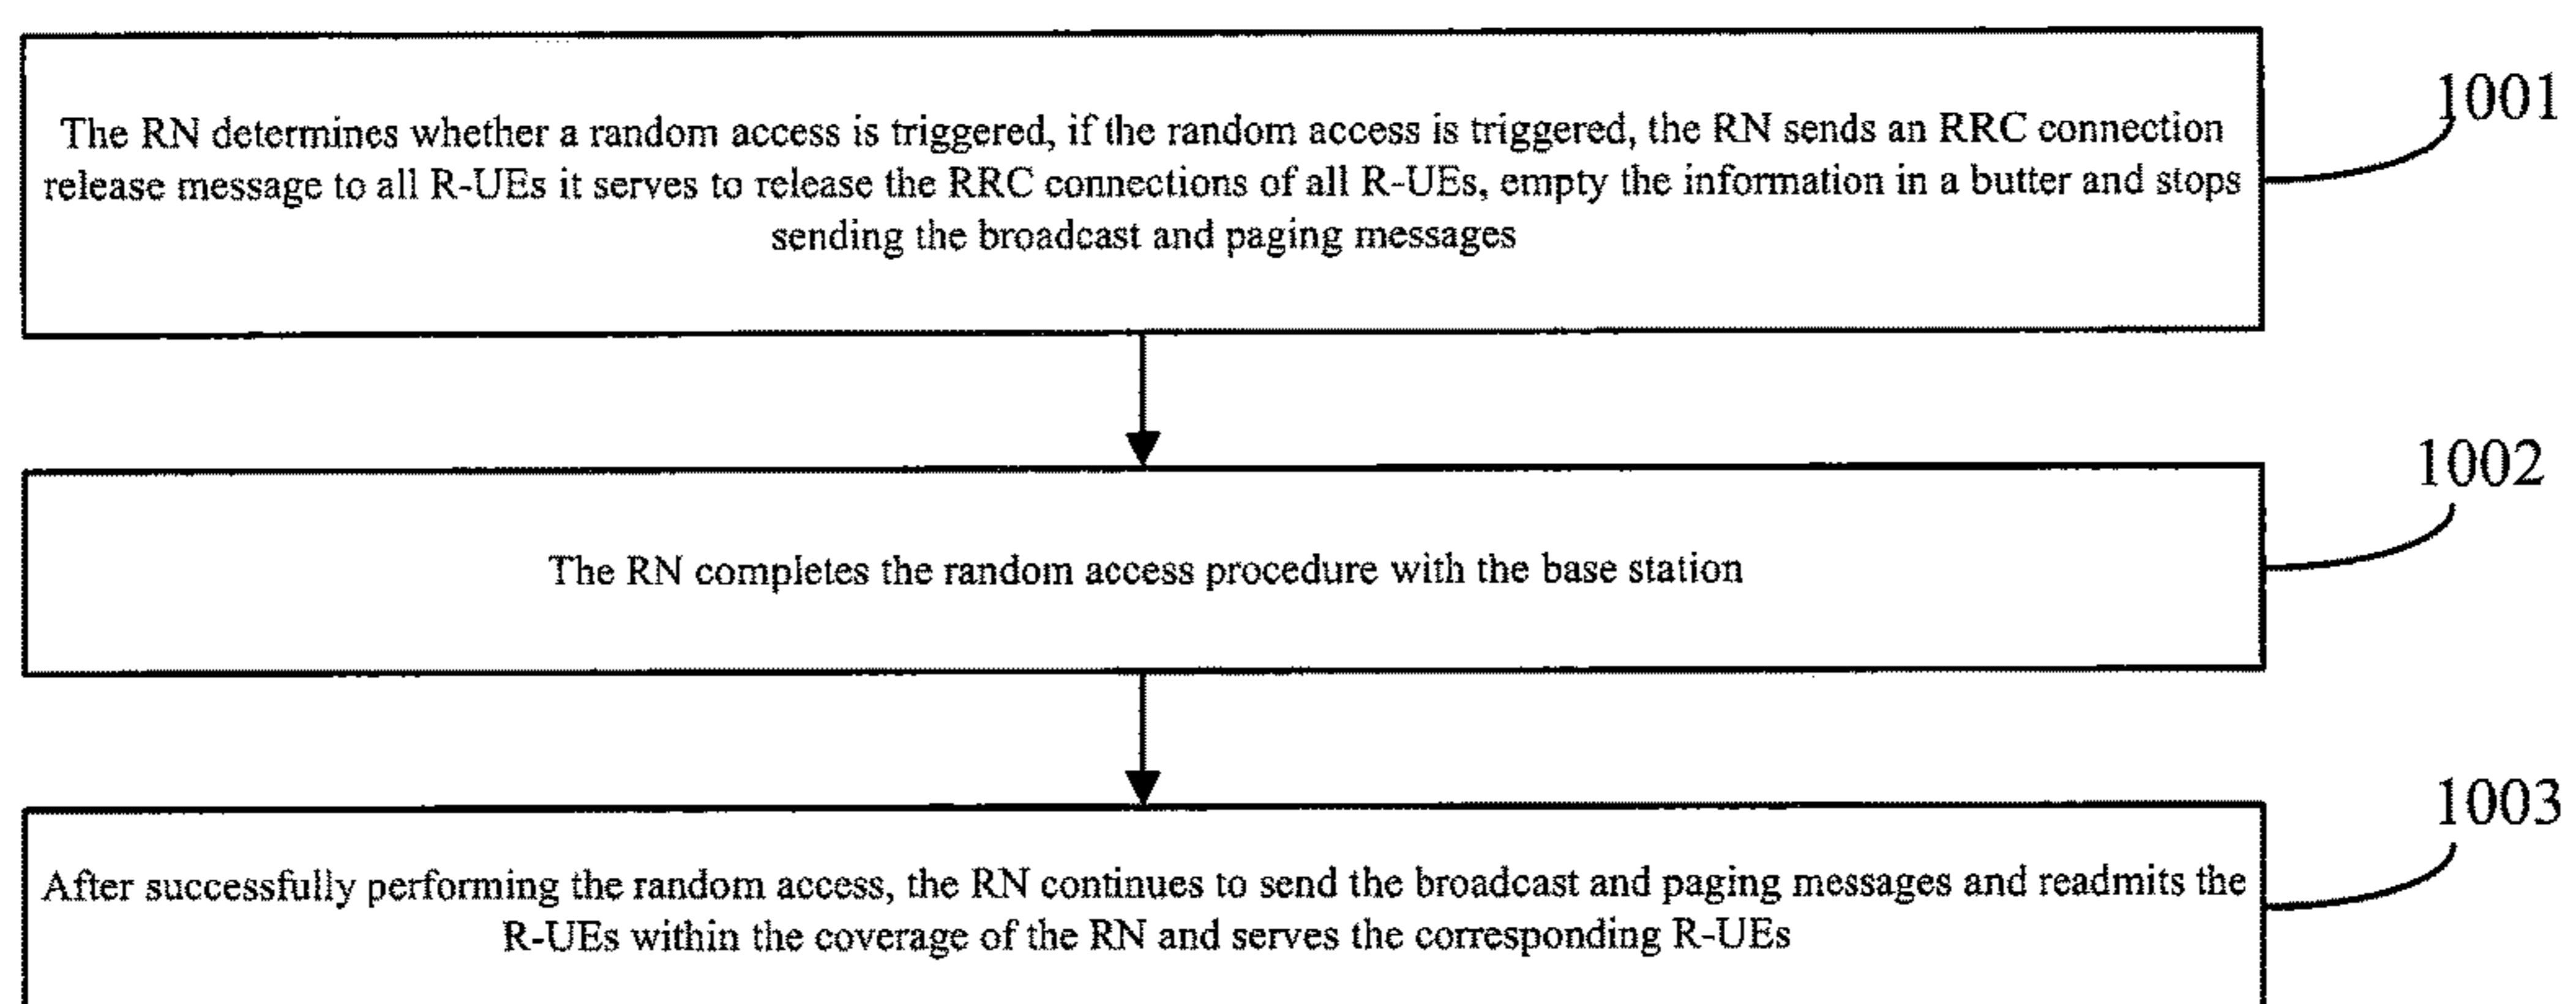 The RN determines whether a random access is triggered, if the random access is triggered, the RN sends an RRC connection
release message to all R-UEs it serves to release the RRC connections of all R-UEs, empty the information in a butter and stops
sending the broadcast and paging messages
1001
The RN completes the random access procedure with the base station
1002
After successfully performing the random access, the RN continues to send the broadcast and paging messages and readmits the
R-UEs within the coverage of the RN and serves the corresponding R-UEs
1003